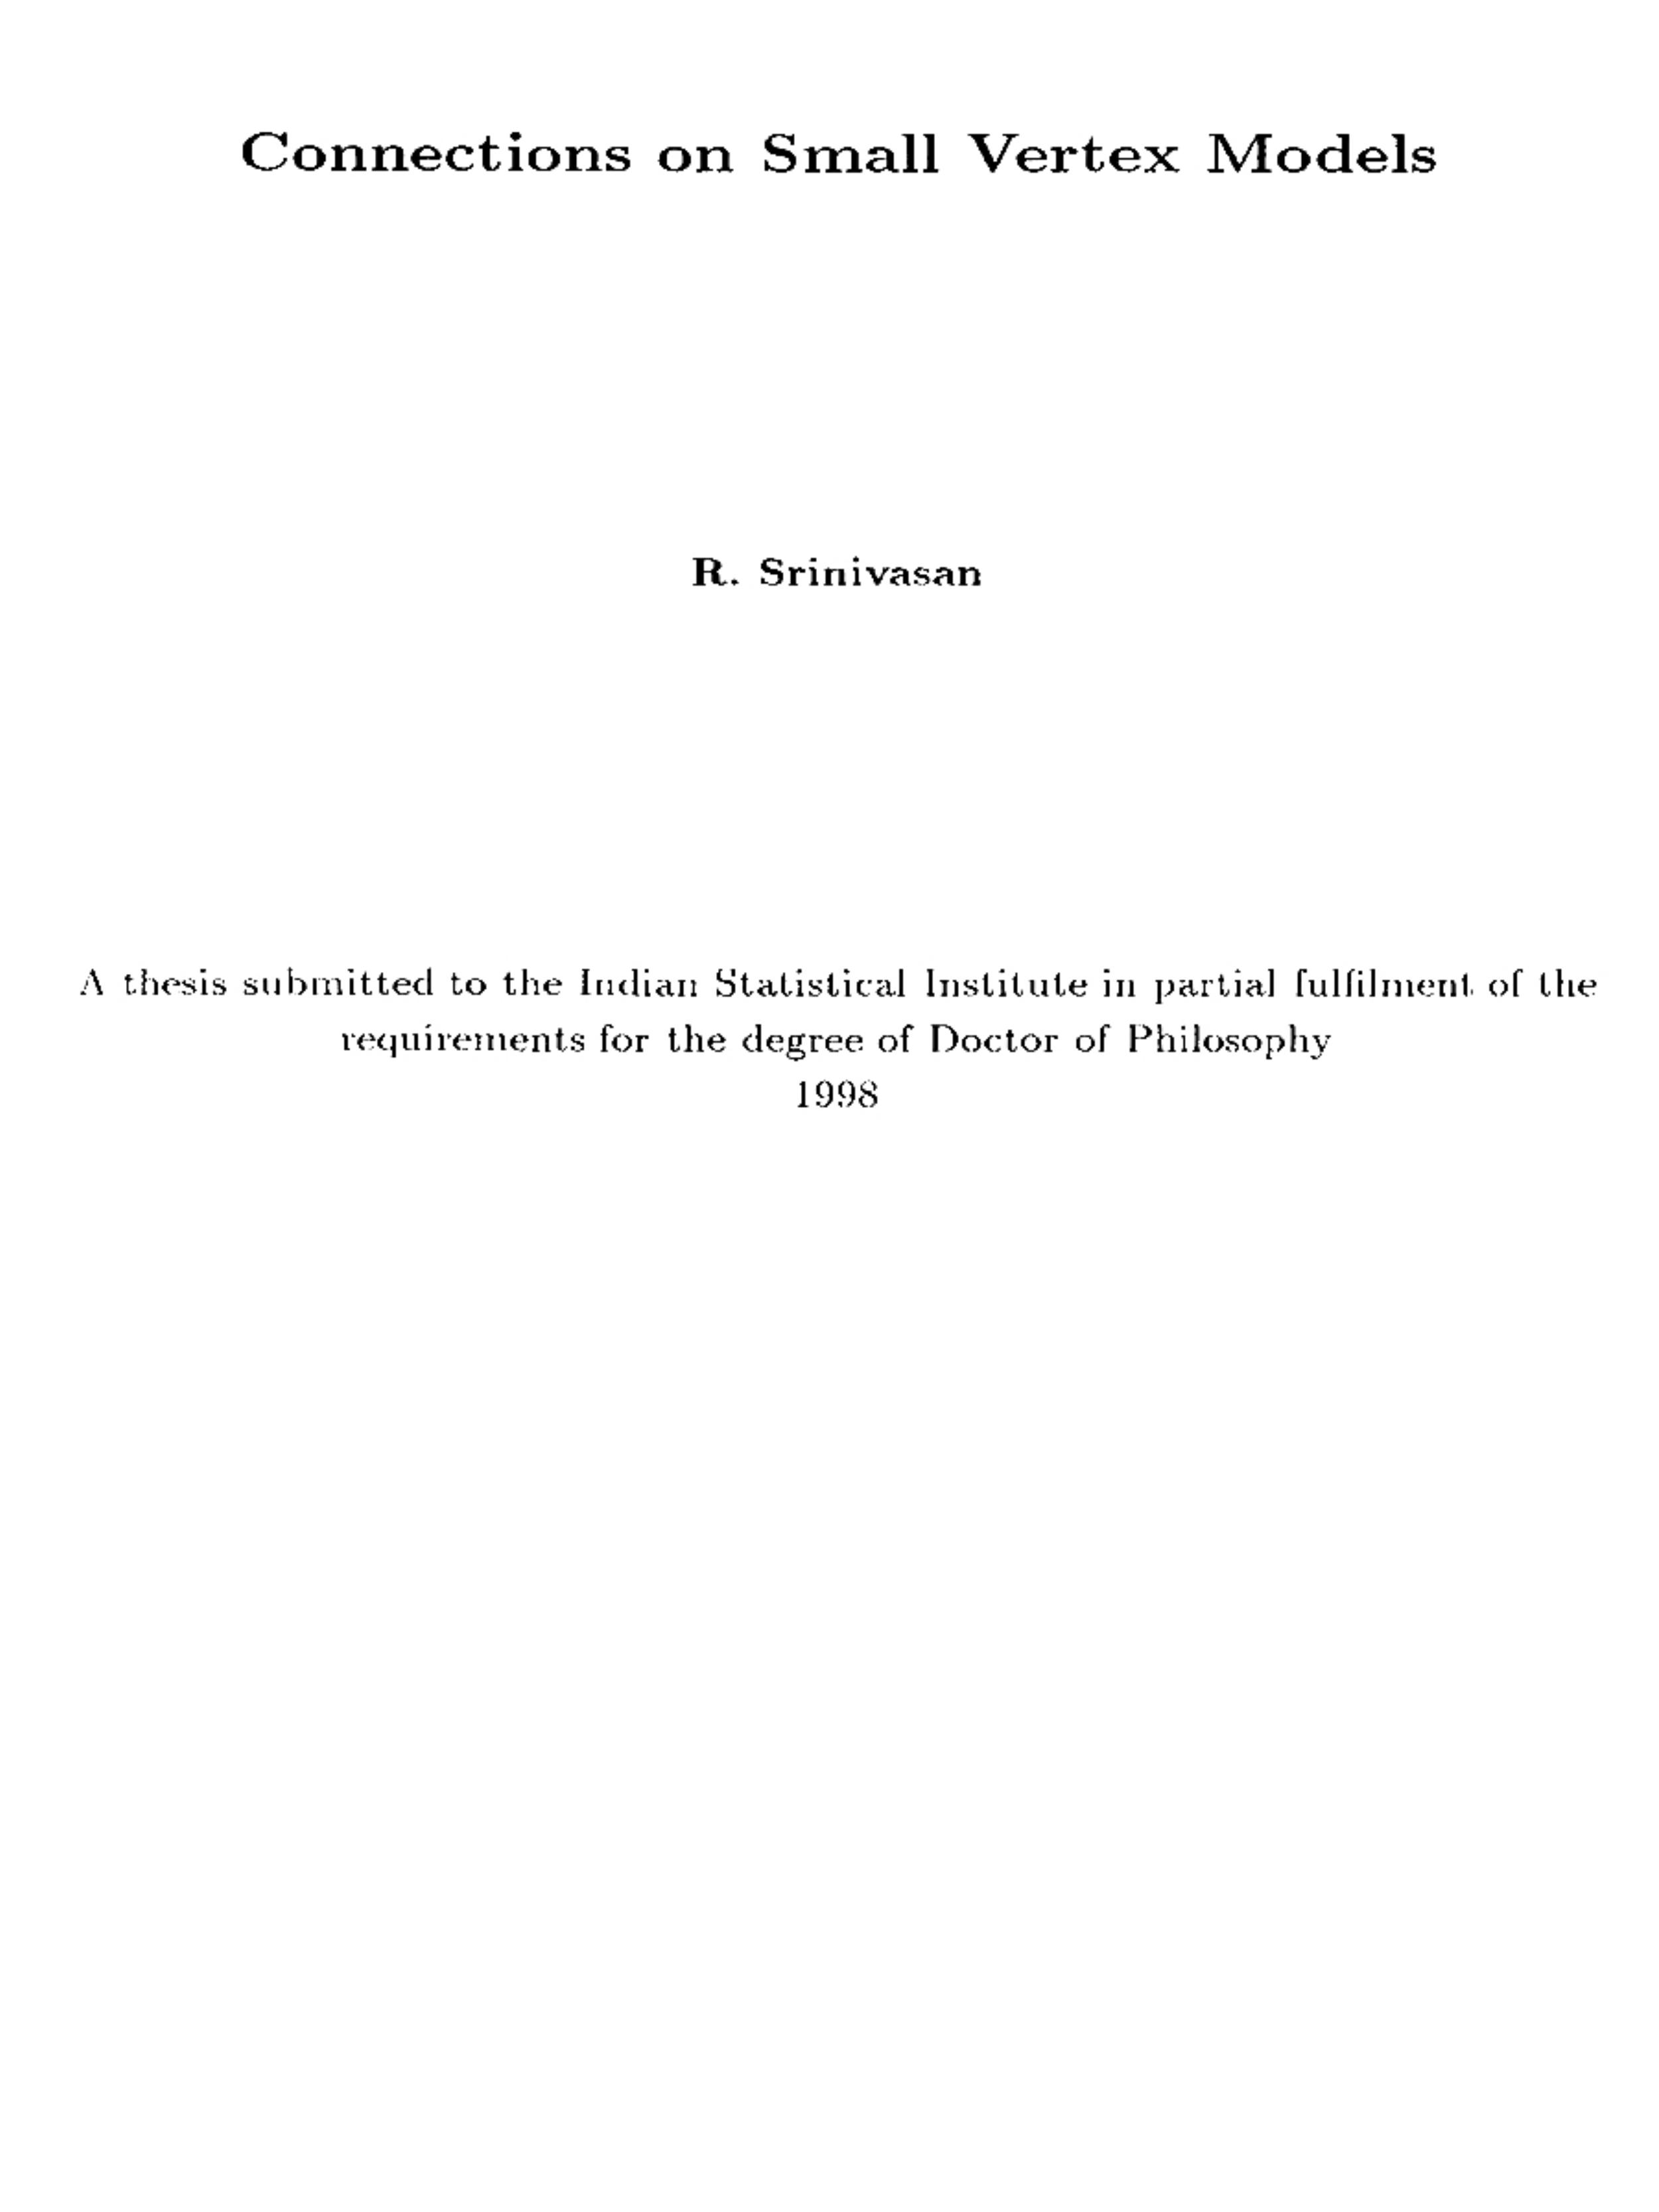 Connections on Small Vertex Models
R. Srinivasan
A thesis submitted to the Indian Statistical Institute in partial fulfilment of the
requirements for the degree of Doctor of Philosophy
1998